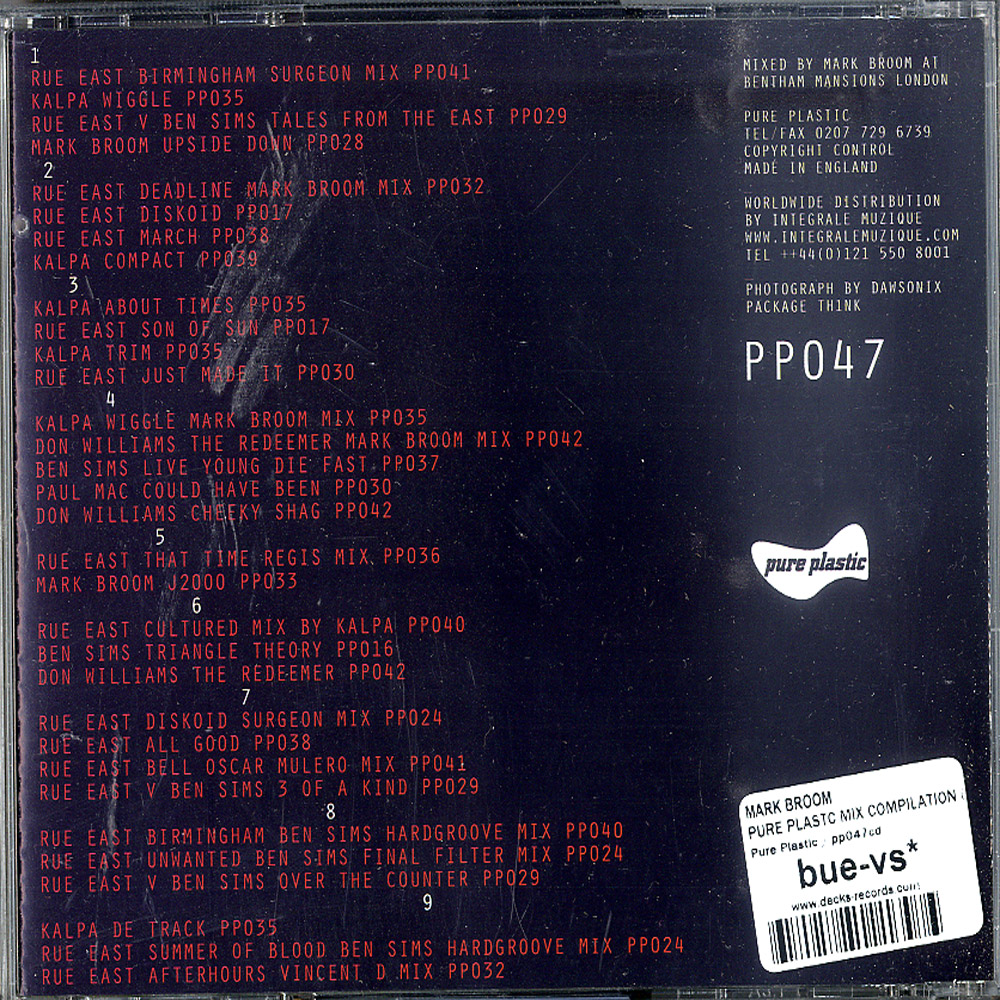 1
RUE EAST BIRMINGHAM SURGEON MIX PP041
KALPA WIGGLE PP035
RUE EAST V BEN SIMS TALES FROM THE EAST PP029
MARK BROOM UPSIDE DOWN PP028
2
RUE EAST DEADLINE MARK BROOM MIX PP032
RUE EAST DISKOID PP017
RUE EAST MARCH PP038
KALPA COMPACT PP039
3
KALPA ABOUT TIMES PP035
RUE EAST SON OF SUN PP017
KALPA TRIM PP035
RUE EAST JUST MADE IT PP030
4
KALPA WIGGLE MARK BROOM MIX PP035
DON WILLIAMS THE REDEEMER MARK BROOM MIX PP042
BEN SIMS LIVE YOUNG DIE FAST PP037
PAUL MAC COULD HAVE BEEN PP030
DON WILLIAMS CHEEKY SHAG PP042
5
RUE EAST THAT TIME REGIS MIX PP036
MARK BROOM J2000 PP033
6
RUE EAST CULTURED MIX BY KALPA PP040
BEN SIMS TRIANGLE THEORY PP016
DON WILLIAMS THE REDEEMER PP042
7
RUE EAST DISKOID SURGEON MIX PP024
RUE EAST ALL GOOD PP038
RUE EAST BELL OSCAR MULERO MIX PP041
RUE EAST V BEN SIMS 3 OF A KIND PP029
8
RUE EAST BIRMINGHAM BEN SIMS HARDGROOVE MIX PP040
RUE EAST UNWANTED BEN SIMS FINAL FILTER MIX PP024
RUE EAST V BEN SIMS OVER THE COUNTER PP029
9
KALPA DE TRACK PP035
RUE EAST SUMMER OF BLOOD BEN SIMS HARDGROOVE MIX PP024
RUE EAST AFTERHOURS VINCENT D MIX PP032
MIXED BY MARK BROOM AT
BENTHAM MANSIONS LONDON
PURE PLASTIC
TEL/FAX 0207 729 6739
COPYRIGHT CONTROL
MADE IN ENGLAND
WORLDWIDE DISTRIBUTION
BY INTEGRALE MUZIQUE
WWW.INTEGRALEMUZIQUE.COM
TEL ++44(0)121 550 8001
PHOTOGRAPH BY DAWSONIX
PACKAGE TH1NK
PP047
pure plastic
MARK BROOM
PURE PLASTC MIX COMPILATION
Pure Plastic / pp047cd
bue-vs*
www.decks-records.com